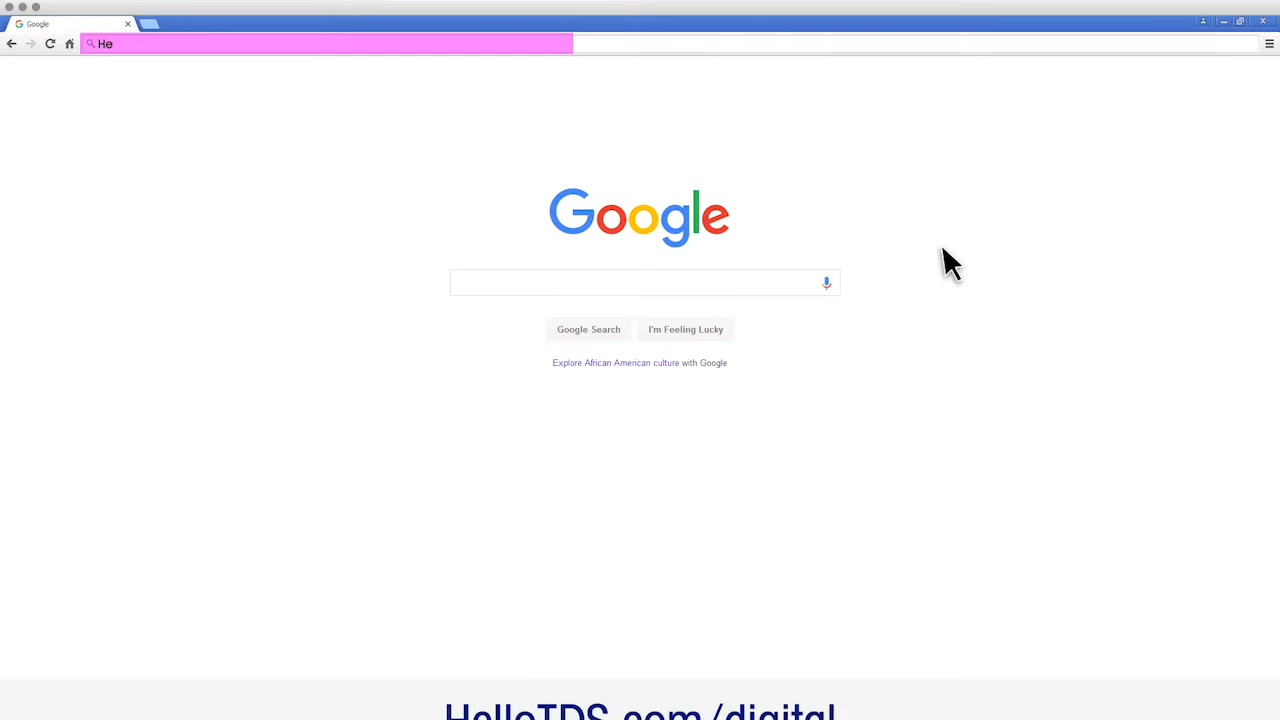 Google
He
Google
Google Search
I'm Feeling Lucky
Explore African American culture with Google
HelloTDS.com/digital